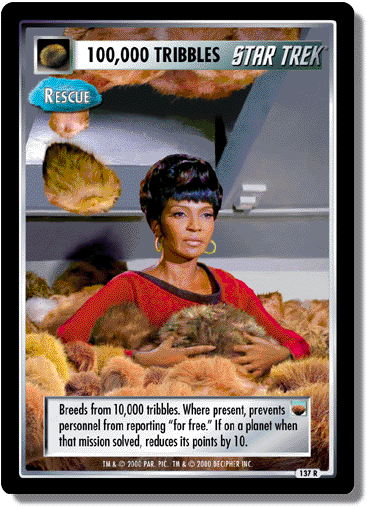 100,000 TRIBBLES STAR TREK
RESCUE
Breeds from 10,000 tribbles. Where present, prevents
personnel from reporting "for free." If on a planet when
that mission solved, reduces its points by 10.
TM & © 2000 PAR. PIC. TM & © 2000 DECIPHER INC.
137 R